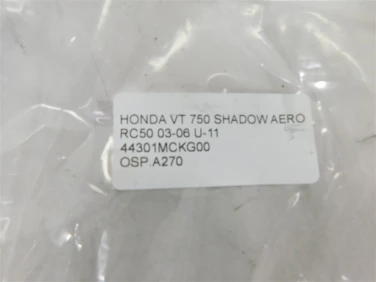 HONDA VT 750 SHADOW AERO
RC50 03-06 U-11
44301MCKG00
OSP.A270